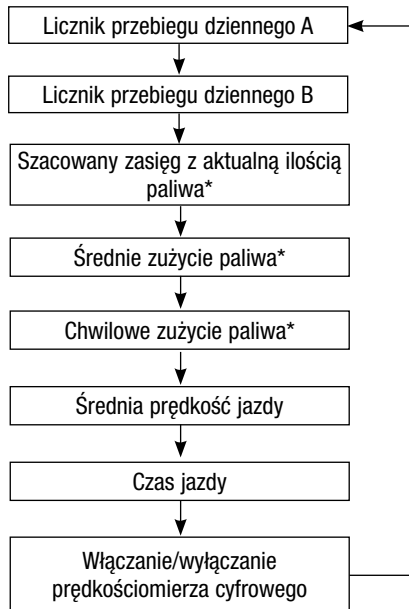 Licznik przebiegu dziennego A
Licznik przebiegu dziennego B
Szacowany zasięg z aktualną ilością
paliwa*
Średnie zużycie paliwa*
Chwilowe zużycie paliwa*
Średnia prędkość jazdy
Czas jazdy
Włączanie/wyłączanie
prędkościomierza cyfrowego